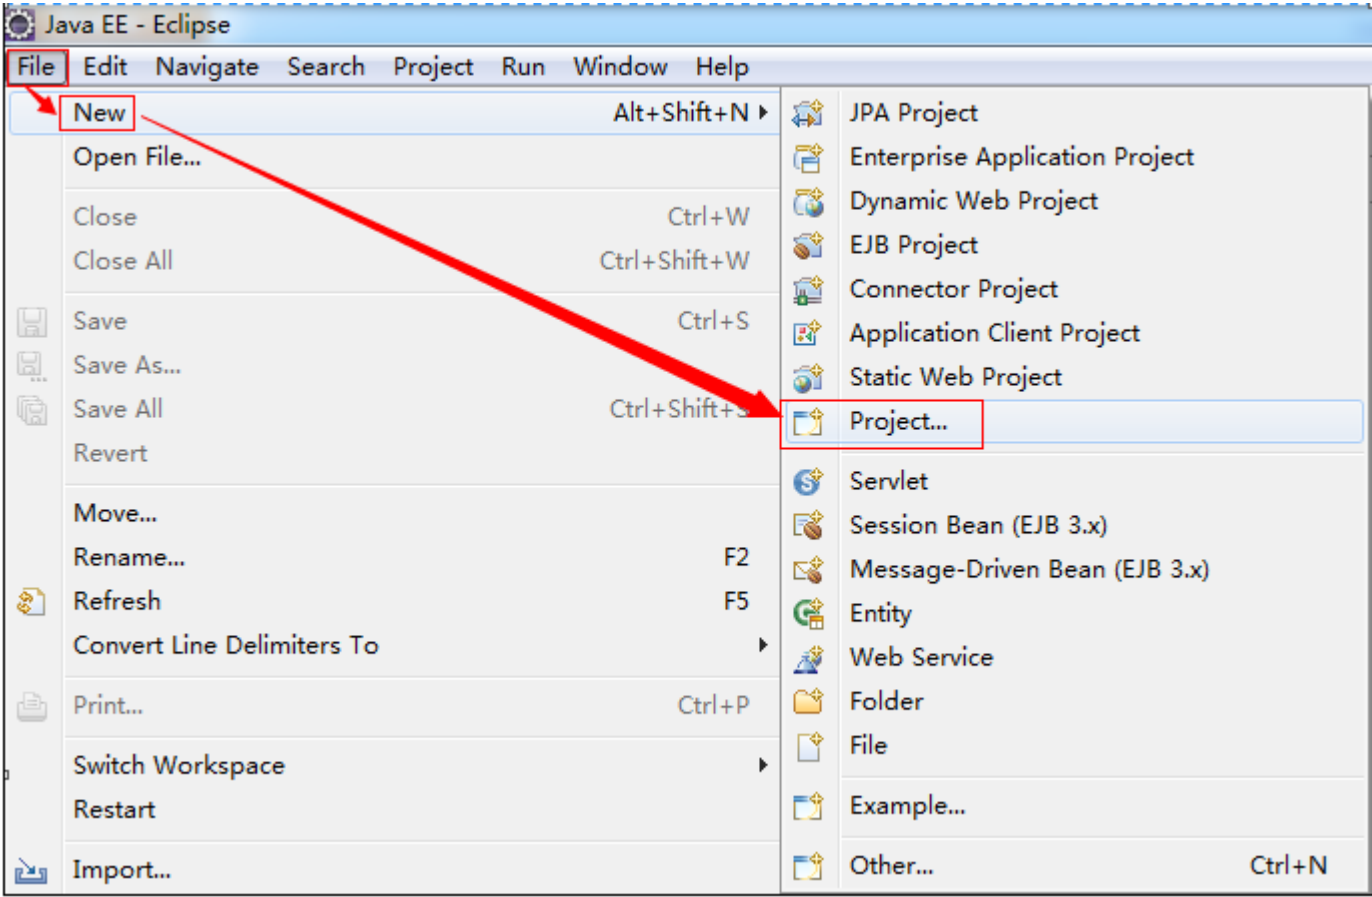 Java EE - Eclipse
File Edit Navigate Search Project Run Window Help
New Alt+Shift+N
Open File...
Close Ctrl+W
Close All Ctrl+Shift+W
Save Ctrl+S
Save As...
Save All Ctrl+Shift+S
Revert
Move...
Rename... F2
Refresh F5
Convert Line Delimiters To
Print... Ctrl+P
Switch Workspace
Restart
Import...
JPA Project
Enterprise Application Project
Dynamic Web Project
EJB Project
Connector Project
Application Client Project
Static Web Project
Project...
Servlet
Session Bean (EJB 3.x)
Message-Driven Bean (EJB 3.x)
Entity
Web Service
Folder
File
Example...
Other... Ctrl+N